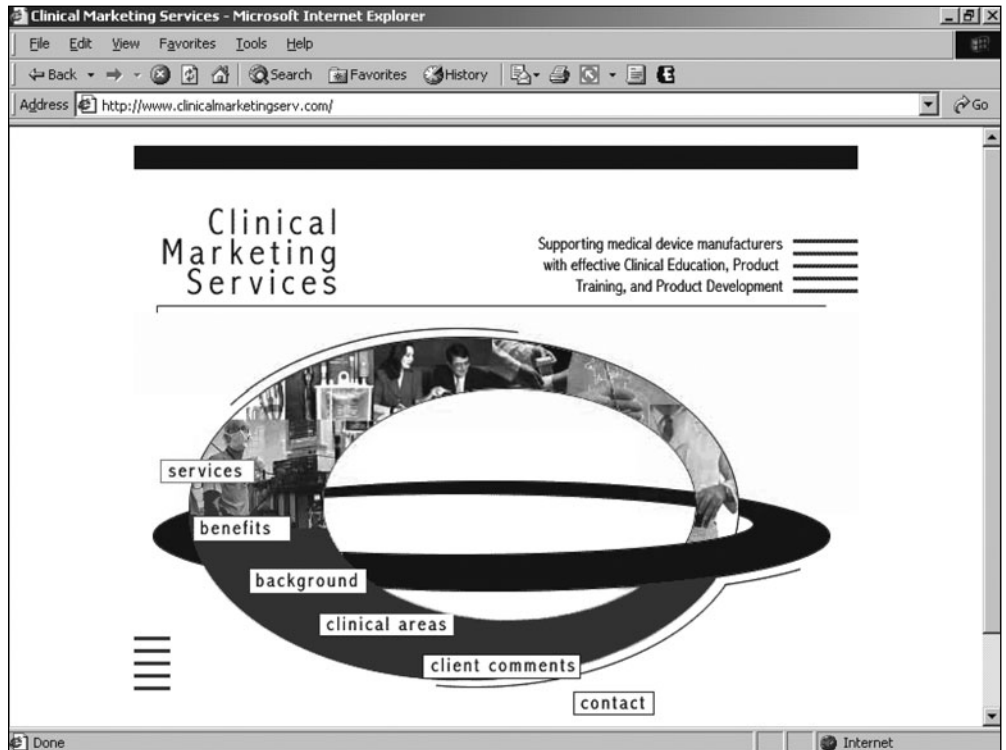 Clinical Marketing Services - Microsoft Internet Explorer
File Edit View Favorites Tools Help
Back Search Favorites History
Address http://www.clinicalmarketingserv.com/ Go
Clinical
Marketing
Services
Supporting medical device manufacturers
with effective Clinical Education, Product
Training, and Product Development
services
benefits
background
clinical areas
client comments
contact
Done Internet